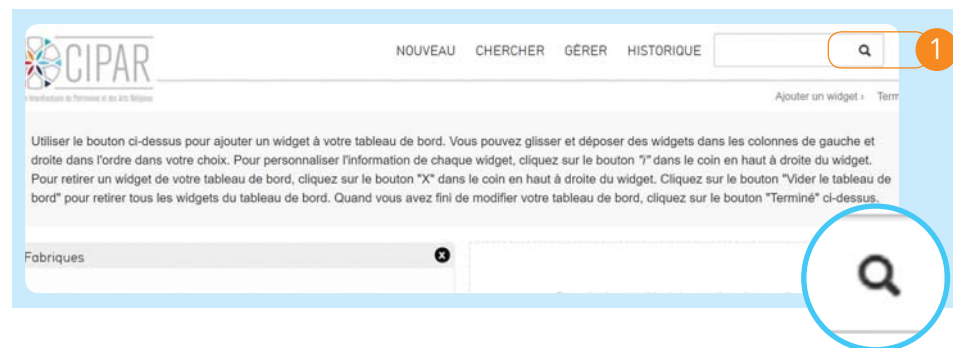 CIPAR
NOUVEAU CHERCHER GÉRER HISTORIQUE
1
Ajouter un widget › Term
Utiliser le bouton ci-dessus pour ajouter un widget à votre tableau de bord. Vous pouvez glisser et déposer des widgets dans les colonnes de gauche et
droite dans l'ordre dans votre choix. Pour personnaliser l'information de chaque widget, cliquez sur le bouton "i" dans le coin en haut à droite du widget.
Pour retirer un widget de votre tableau de bord, cliquez sur le bouton "X" dans le coin en haut à droite du widget. Cliquez sur le bouton "Vider le tableau de
bord" pour retirer tous les widgets du tableau de bord. Quand vous avez fini de modifier votre tableau de bord, cliquez sur le bouton "Terminé" ci-dessus.
Fabriques